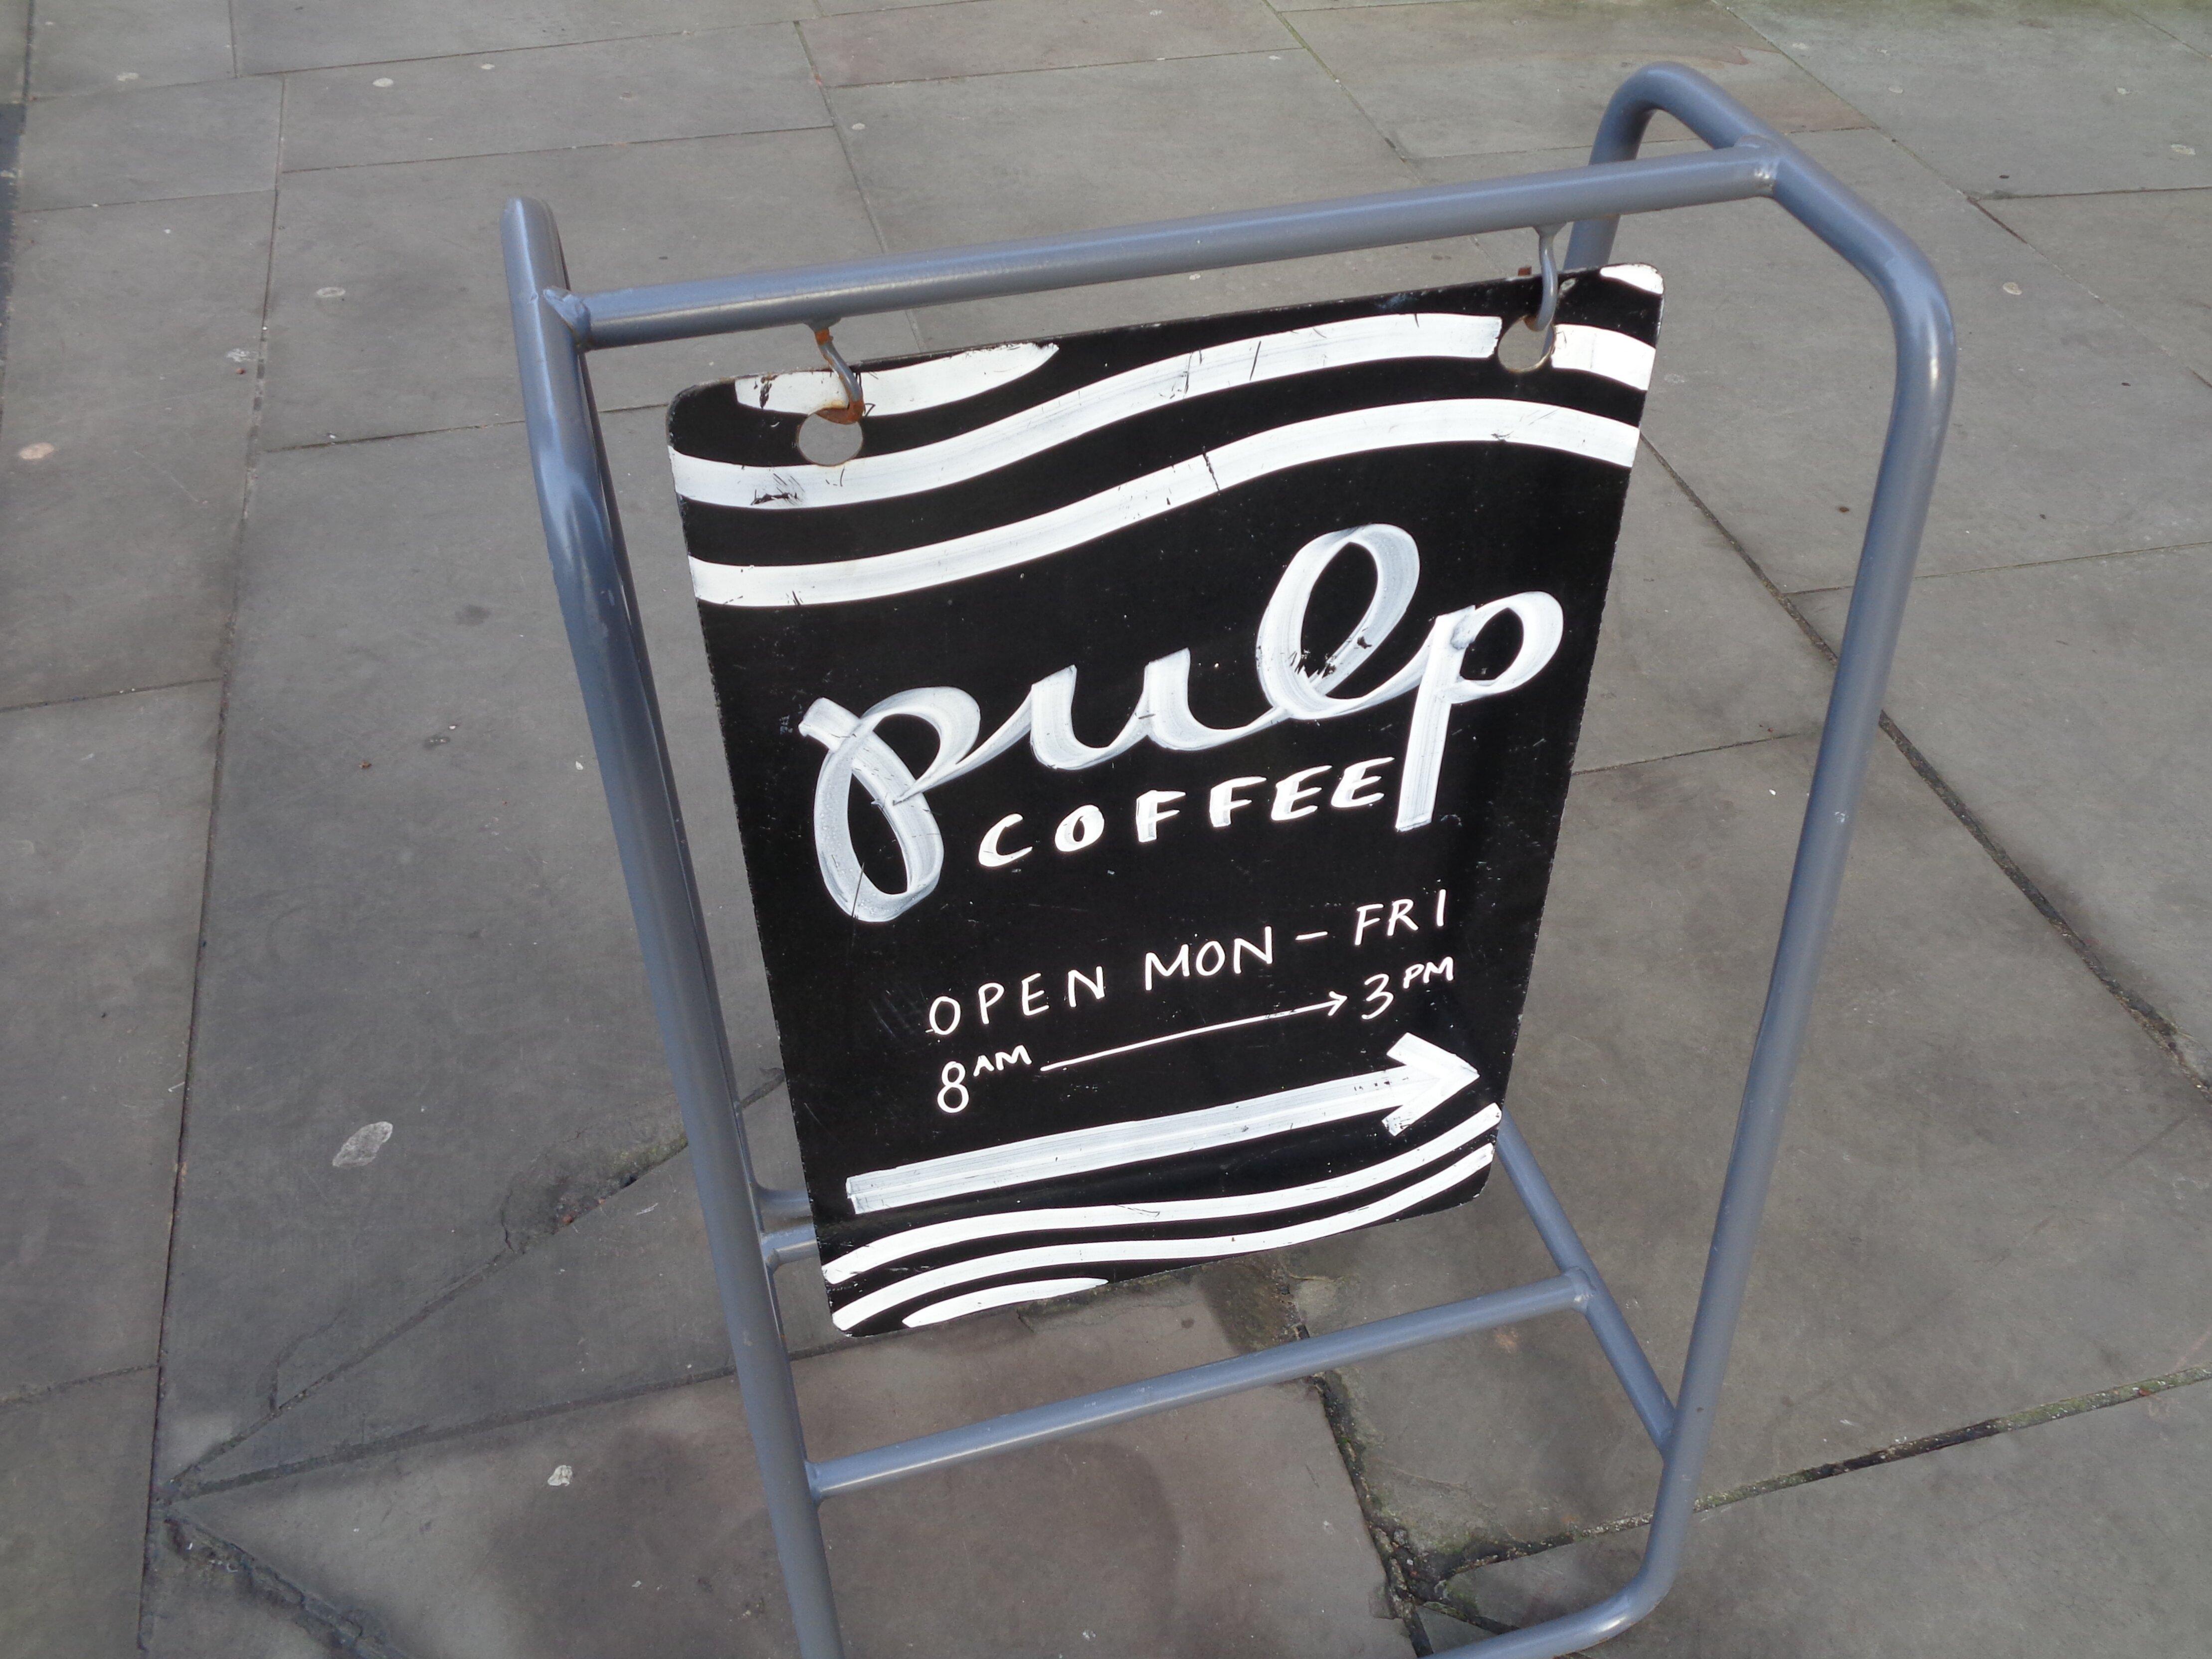 pulp
COFFEE
OPEN MON - FRI
8AM → 3PM